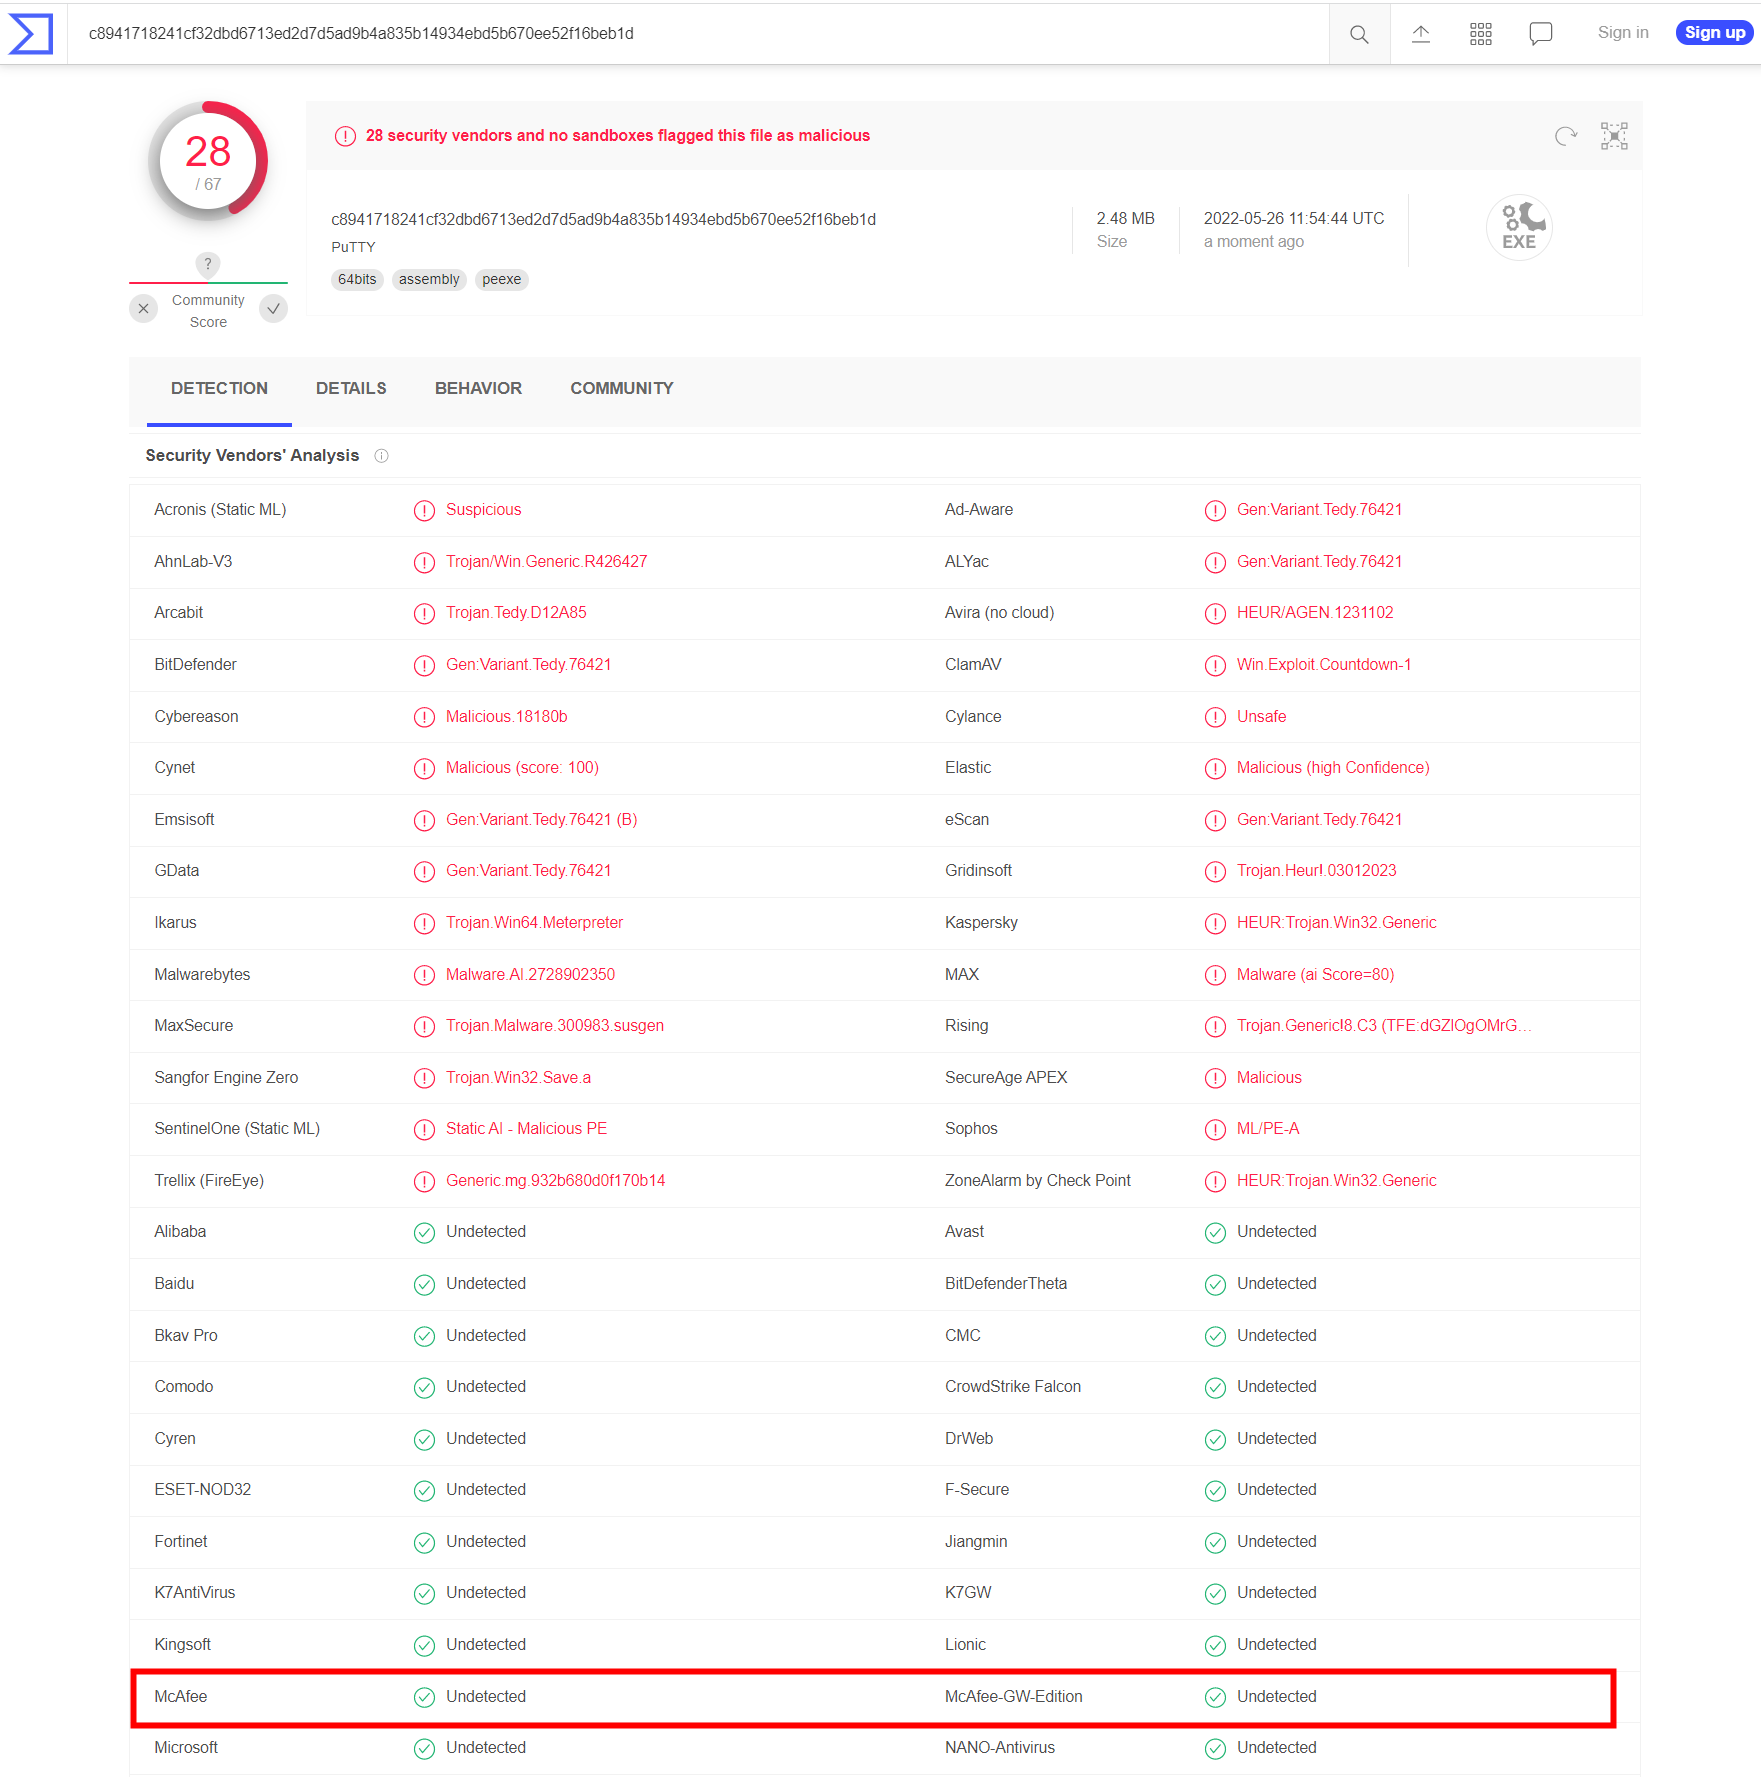 c8941718241cf32dbd6713ed2d7d5ad9b4a835b14934ebd5b670ee52f16beb1d
Sign in
Sign up
28
/ 67
28 security vendors and no sandboxes flagged this file as malicious
c8941718241cf32dbd6713ed2d7d5ad9b4a835b14934ebd5b670ee52f16beb1d
PuTTY
64bits assembly peexe
2.48 MB
Size
2022-05-26 11:54:44 UTC
a moment ago
EXE
?
Community
Score
DETECTION DETAILS BEHAVIOR COMMUNITY
Security Vendors' Analysis
Acronis (Static ML) Suspicious Ad-Aware Gen:Variant.Tedy.76421
AhnLab-V3 Trojan/Win.Generic.R426427 ALYac Gen:Variant.Tedy.76421
Arcabit Trojan.Tedy.D12A85 Avira (no cloud) HEUR/AGEN.1231102
BitDefender Gen:Variant.Tedy.76421 ClamAV Win.Exploit.Countdown-1
Cybereason Malicious.18180b Cylance Unsafe
Cynet Malicious (score: 100) Elastic Malicious (high Confidence)
Emsisoft Gen:Variant.Tedy.76421 (B) eScan Gen:Variant.Tedy.76421
GData Gen:Variant.Tedy.76421 Gridinsoft Trojan.Heur!.03012023
Ikarus Trojan.Win64.Meterpreter Kaspersky HEUR:Trojan.Win32.Generic
Malwarebytes Malware.AI.2728902350 MAX Malware (ai Score=80)
MaxSecure Trojan.Malware.300983.susgen Rising Trojan.Generic!8.C3 (TFE:dGZlOgOMrG...
Sangfor Engine Zero Trojan.Win32.Save.a SecureAge APEX Malicious
SentinelOne (Static ML) Static AI - Malicious PE Sophos ML/PE-A
Trellix (FireEye) Generic.mg.932b680d0f170b14 ZoneAlarm by Check Point HEUR:Trojan.Win32.Generic
Alibaba Undetected Avast Undetected
Baidu Undetected BitDefenderTheta Undetected
Bkav Pro Undetected CMC Undetected
Comodo Undetected CrowdStrike Falcon Undetected
Cyren Undetected DrWeb Undetected
ESET-NOD32 Undetected F-Secure Undetected
Fortinet Undetected Jiangmin Undetected
K7AntiVirus Undetected K7GW Undetected
Kingsoft Undetected Lionic Undetected
McAfee Undetected McAfee-GW-Edition Undetected
Microsoft Undetected NANO-Antivirus Undetected